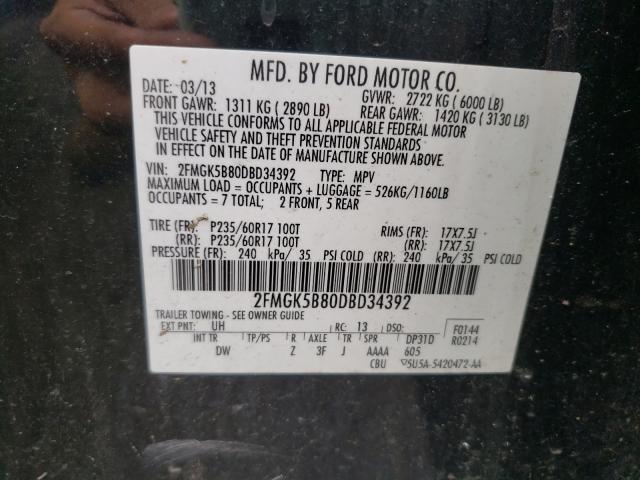 MFD. BY FORD MOTOR CO.
DATE: 03/13 GVWR: 2722 KG ( 6000 LB)
FRONT GAWR: 1311 KG ( 2890 LB) REAR GAWR: 1420 KG ( 3130 LB)
THIS VEHICLE CONFORMS TO ALL APPLICABLE FEDERAL MOTOR
VEHICLE SAFETY AND THEFT PREVENTION STANDARDS
IN EFFECT ON THE DATE OF MANUFACTURE SHOWN ABOVE.
VIN: 2FMGK5B80DBD34392 TYPE: MPV
MAXIMUM LOAD = OCCUPANTS + LUGGAGE = 526KG/1160LB
OCCUPANTS = 7 TOTAL; 2 FRONT, 5 REAR
TIRE (FR): P235/60R17 100T RIMS (FR): 17X7.5J
(RR): P235/60R17 100T (RR): 17X7.5J
PRESSURE (FR): 240 kPa/ 35 PSI COLD (RR): 240 kPa/ 35 PSI COLD
2FMGK5B80DBD34392
TRAILER TOWING - SEE OWNER GUIDE
EXT PNT: UH RC: 13 DSO: F0144
INT TR TP/PS R AXLE TR SPR DP31D R0214
DW Z 3F J AAAA 605
CBU ▽5U5A-5420472-AA